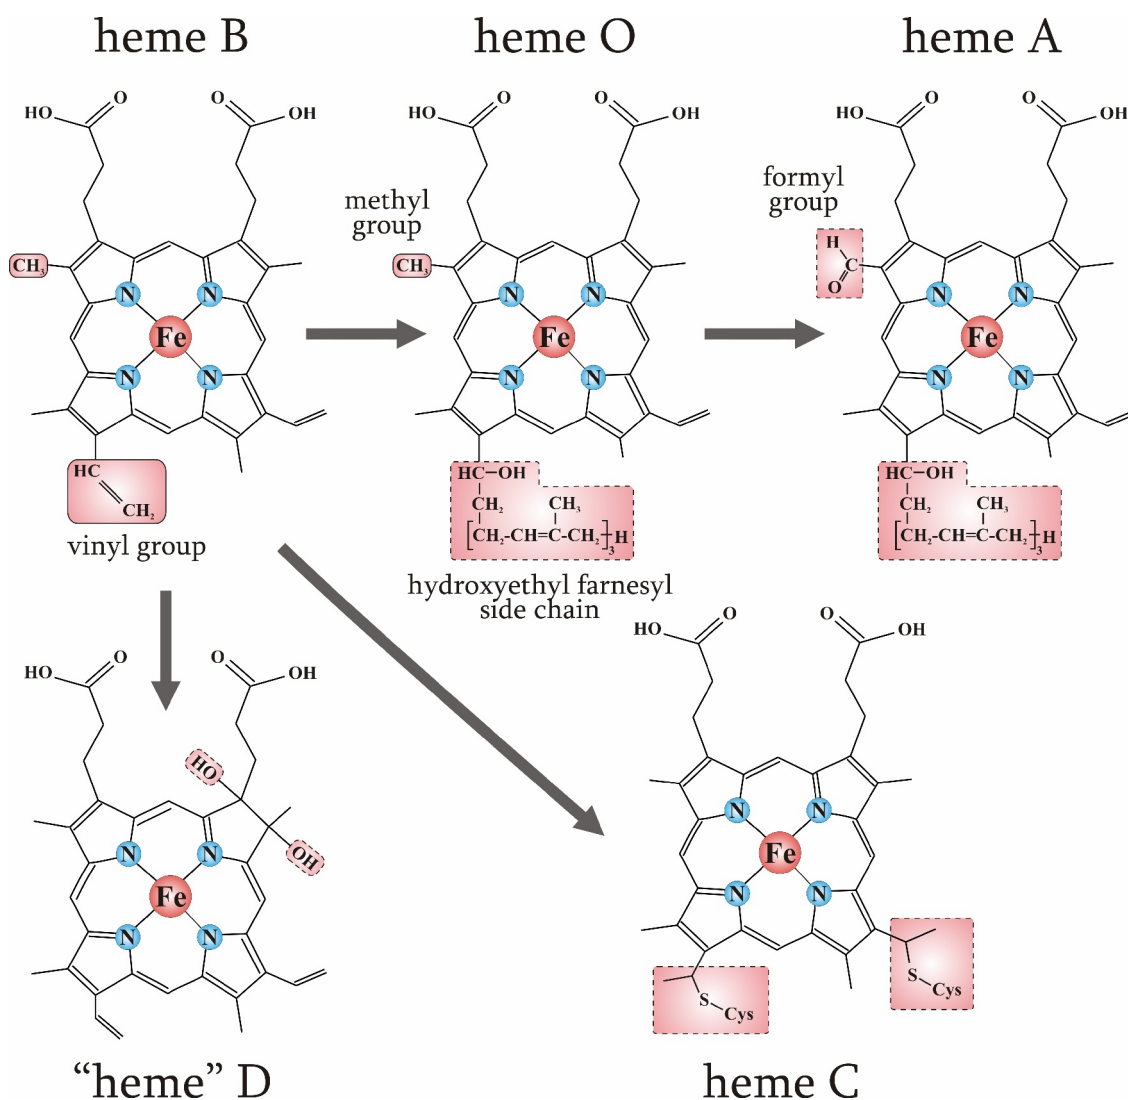 heme B
heme O
heme A
HO
O
O
OH
HO
O
O
OH
HO
O
O
OH
methyl
group
formyl
group
CH₃
CH₃
H
C
O
N
N
Fe
N
N
N
N
Fe
N
N
N
N
Fe
N
N
HC
CH₂
vinyl group
HC–OH
CH₂
CH₃
[CH₂-CH=C-CH₂]₃H
hydroxyethyl farnesyl
side chain
HC–OH
CH₂
CH₃
[CH₂-CH=C-CH₂]₃H
HO
O
O
OH
HO
OH
N
N
Fe
N
N
HO
O
O
OH
N
N
Fe
N
N
S
Cys
S
Cys
"heme" D
heme C